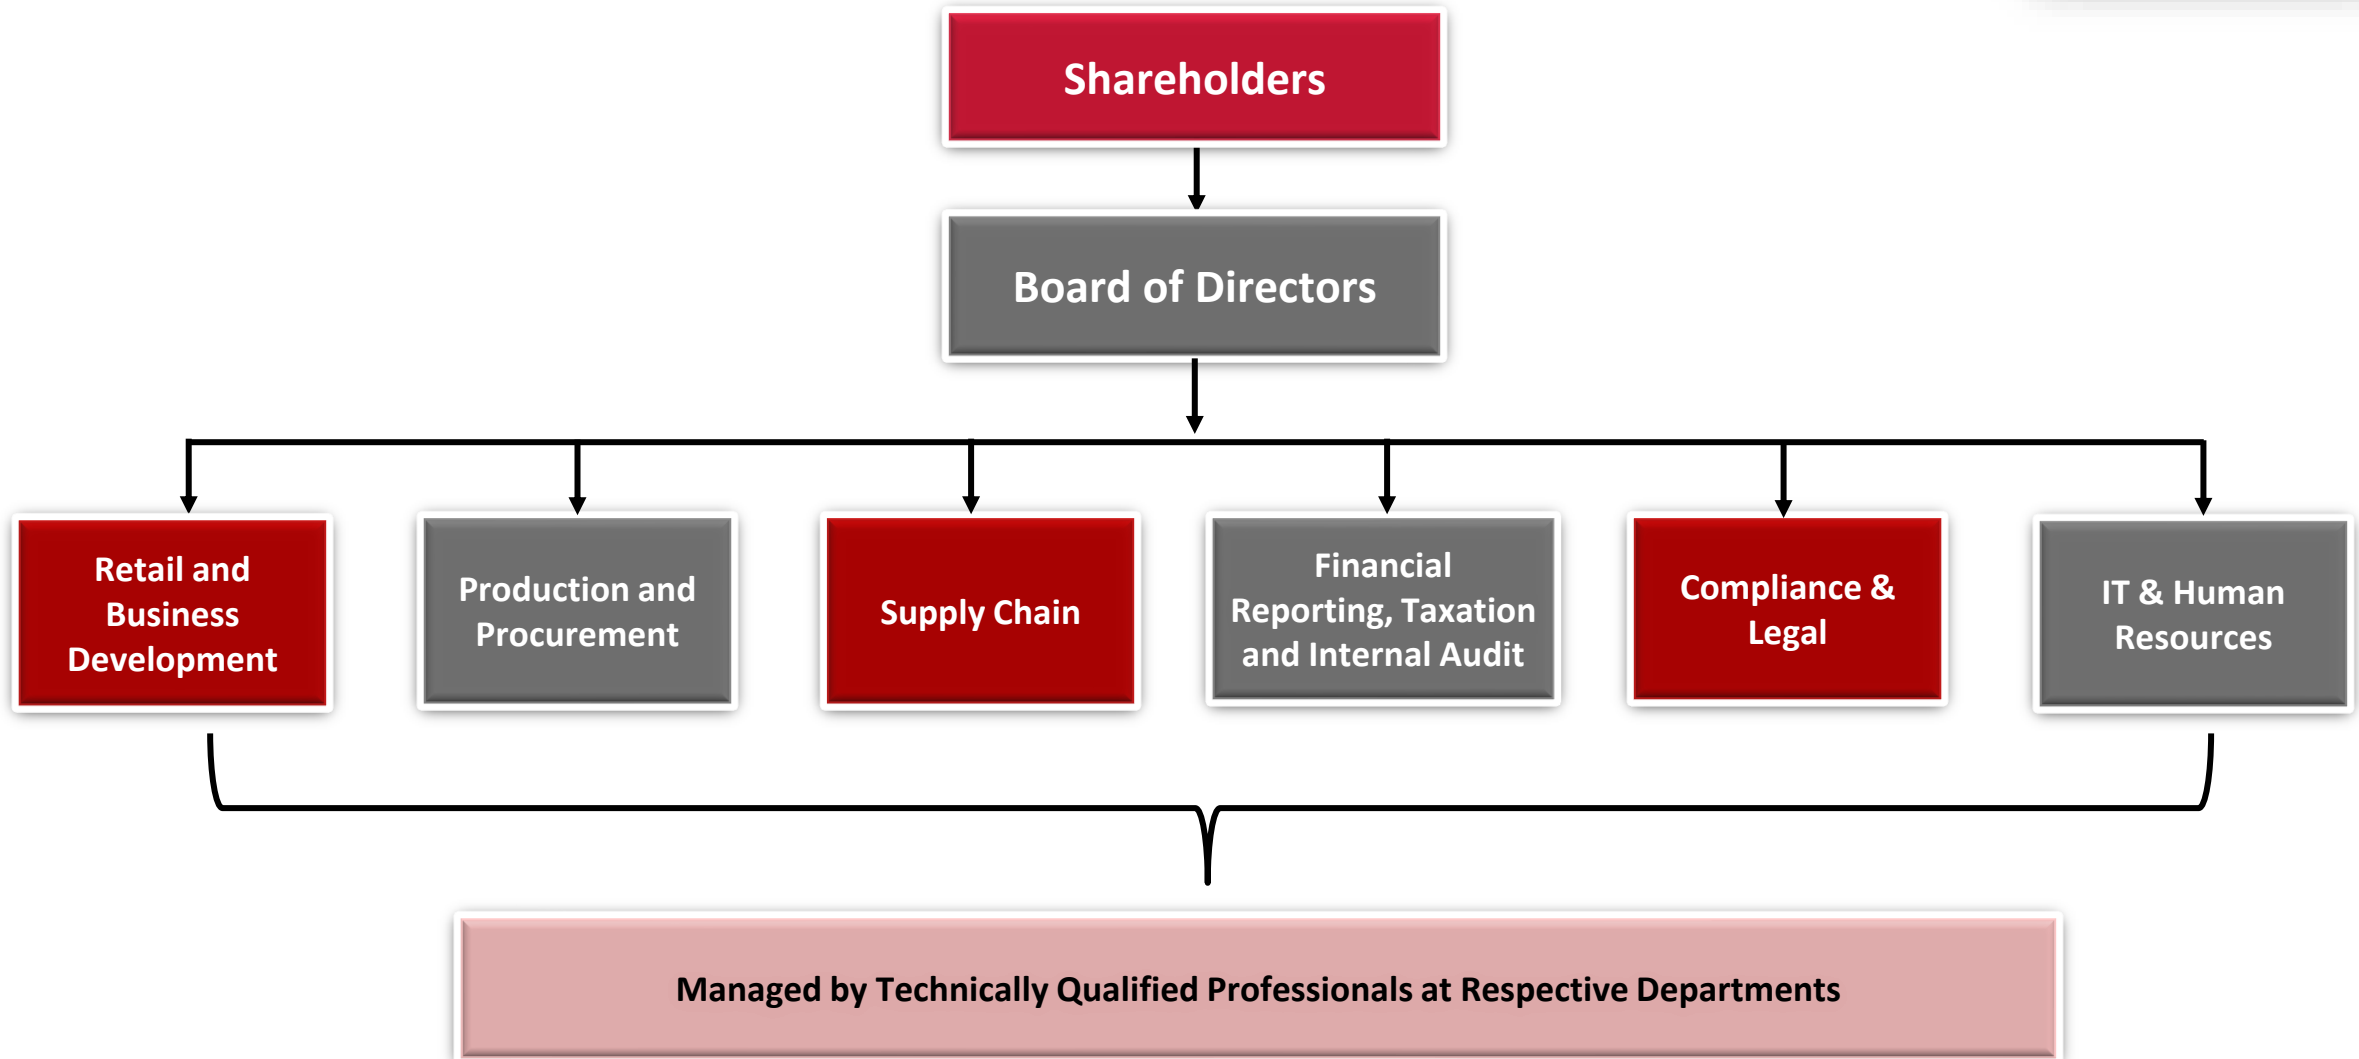 Shareholders
Board of Directors
Retail and
Business
Development
Production and
Procurement
Supply Chain
Financial
Reporting, Taxation
and Internal Audit
Compliance &
Legal
IT & Human
Resources
Managed by Technically Qualified Professionals at Respective Departments